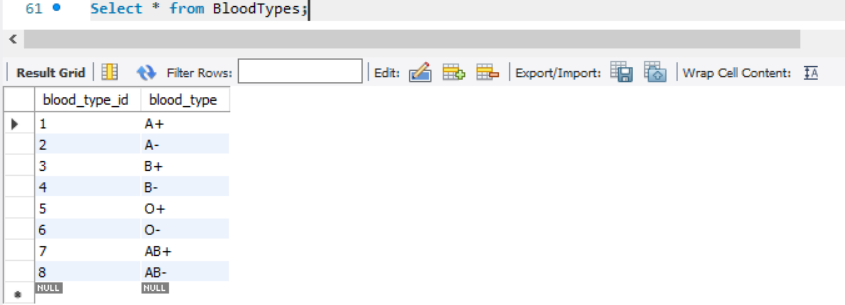 61 Select * from BloodTypes;
Result Grid Filter Rows: Edit: Export/Import: Wrap Cell Content: IA
blood_type_id blood_type
1 A+
2 A-
3 B+
4 B-
5 O+
6 O-
7 AB+
8 AB-
NULL NULL